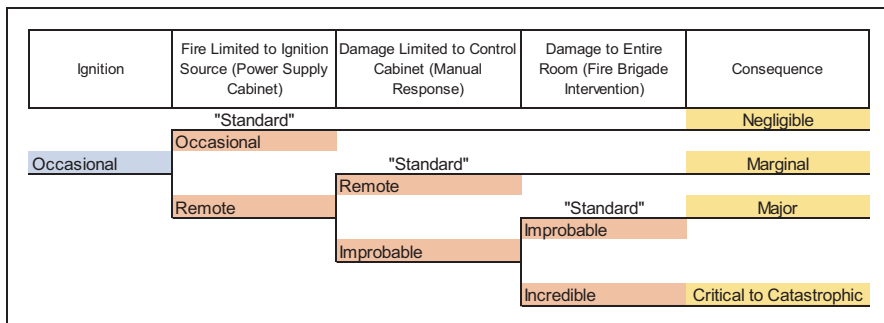 Ignition
Fire Limited to Ignition
Source (Power Supply
Cabinet)
Damage Limited to Control
Cabinet (Manual
Response)
Damage to Entire
Room (Fire Brigade
Intervention)
Consequence
"Standard"
Negligible
Occasional
Occasional
"Standard"
Marginal
Remote
Remote
"Standard"
Major
Improbable
Improbable
Incredible
Critical to Catastrophic